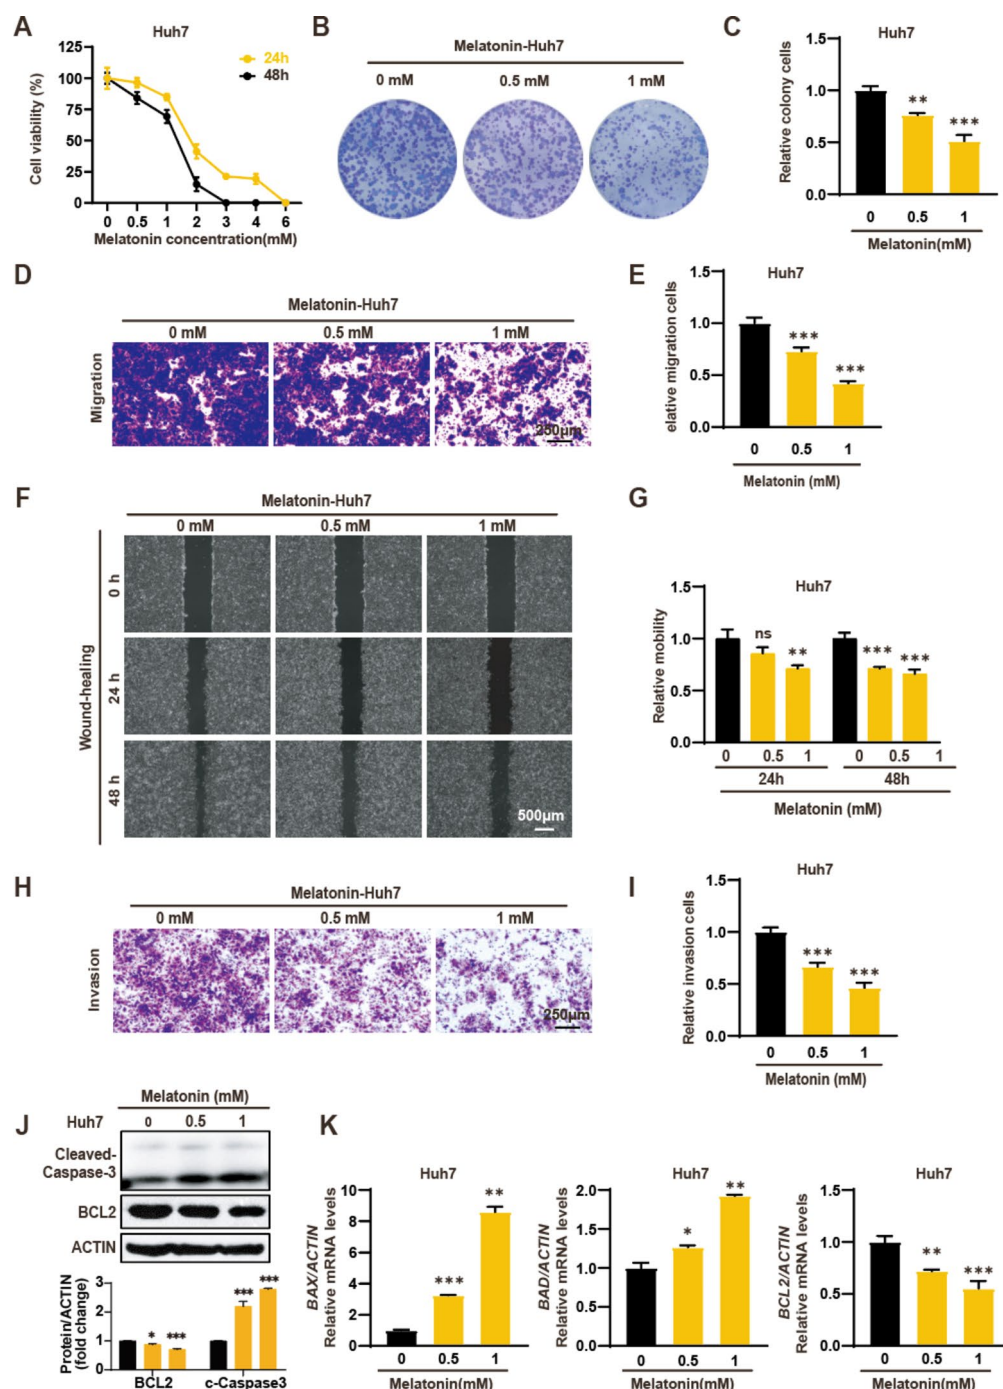 A
Huh7
125
100
75
50
25
0
Cell viability (%)
24h
48h
0 0.5 1 2 3 4 6
Melatonin concentration(mM)
B
Melatonin-Huh7
0 mM 0.5 mM 1 mM
C
Huh7
1.5
1.0
0.5
0.0
Relative colony cells
** ***
0 0.5 1
Melatonin(mM)
D
Melatonin-Huh7
0 mM 0.5 mM 1 mM
Migration
250µm
E
Huh7
1.5
1.0
0.5
0.0
elative migration cells
*** ***
0 0.5 1
Melatonin (mM)
F
Melatonin-Huh7
0 mM 0.5 mM 1 mM
Wound-healing
0 h
24 h
48 h
500µm
G
Huh7
1.5
1.0
0.5
0.0
Relative mobility
ns ** *** ***
0 0.5 1 0 0.5 1
24h 48h
Melatonin (mM)
H
Melatonin-Huh7
0 mM 0.5 mM 1 mM
Invasion
250µm
I
Huh7
1.5
1.0
0.5
0.0
Relative invasion cells
*** ***
0 0.5 1
Melatonin (mM)
J
Melatonin (mM)
Huh7 0 0.5 1
Cleaved-
Caspase-3
BCL2
ACTIN
3
2
1
0
Protein/ACTIN
(fold change)
* *** *** ***
BCL2 c-Caspase3
K
Huh7
10
8
6
4
2
0
BAX/ACTIN
Relative mRNA levels
*** **
0 0.5 1
Melatonin(mM)
Huh7
2.0
1.5
1.0
0.5
0.0
BAD/ACTIN
Relative mRNA levels
* **
0 0.5 1
Melatonin(mM)
Huh7
1.5
1.0
0.5
0.0
BCL2/ACTIN
Relative mRNA levels
** ***
0 0.5 1
Melatonin(mM)